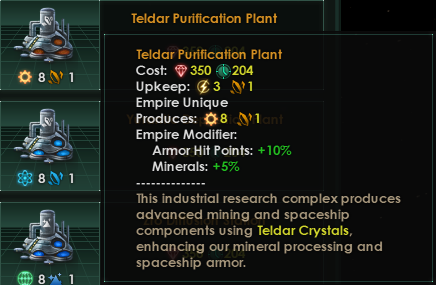 Teldar Purification Plant
Teldar Purification Plant
Cost: 350 204
Upkeep: 3 1
Empire Unique
Produces: 8 1
Empire Modifier:
Armor Hit Points: +10%
Minerals: +5%
--------------
This industrial research complex produces
advanced mining and spaceship
components using Teldar Crystals,
enhancing our mineral processing and
spaceship armor.
8 1
8 1
8 1